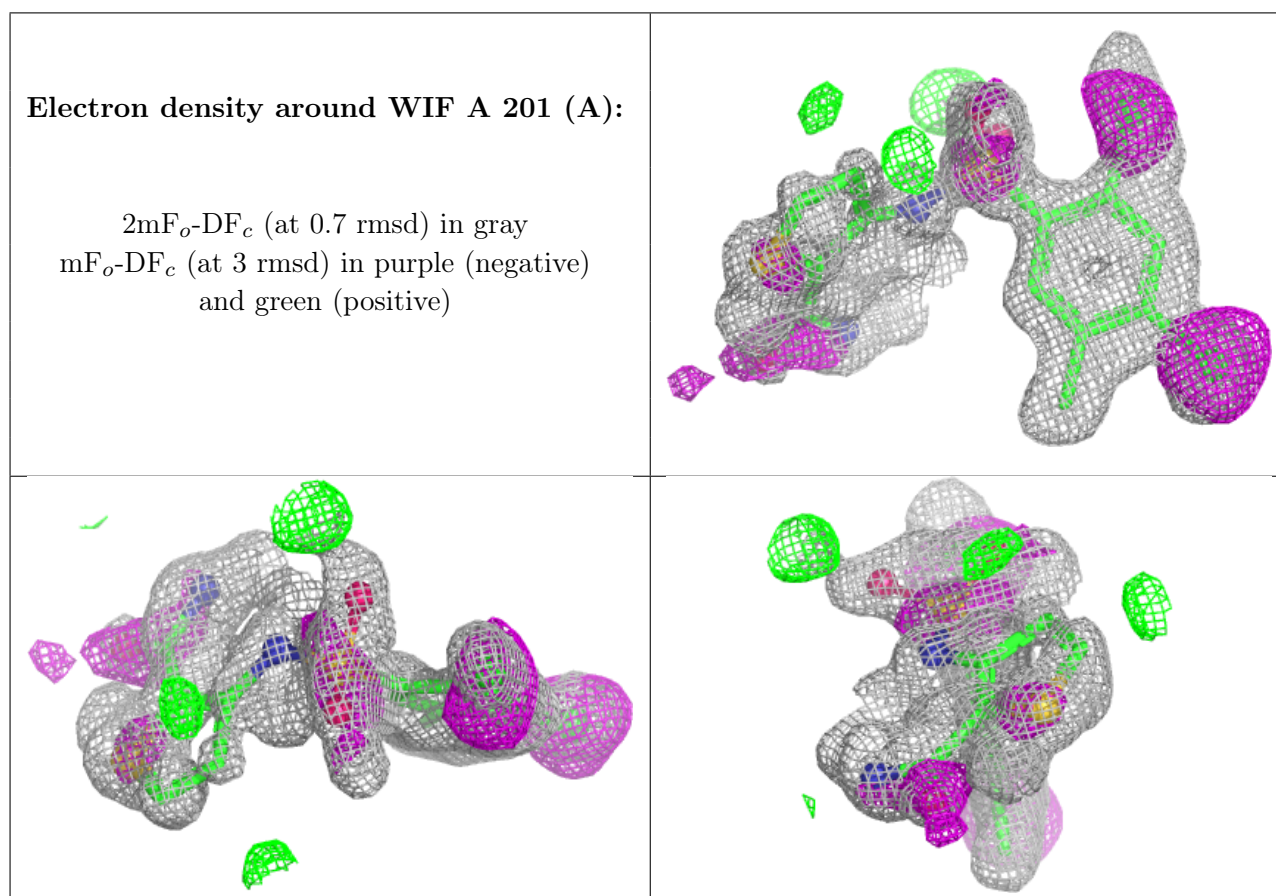 Electron density around WIF A 201 (A):
2mFo-DFc (at 0.7 rmsd) in gray
mFo-DFc (at 3 rmsd) in purple (negative)
and green (positive)